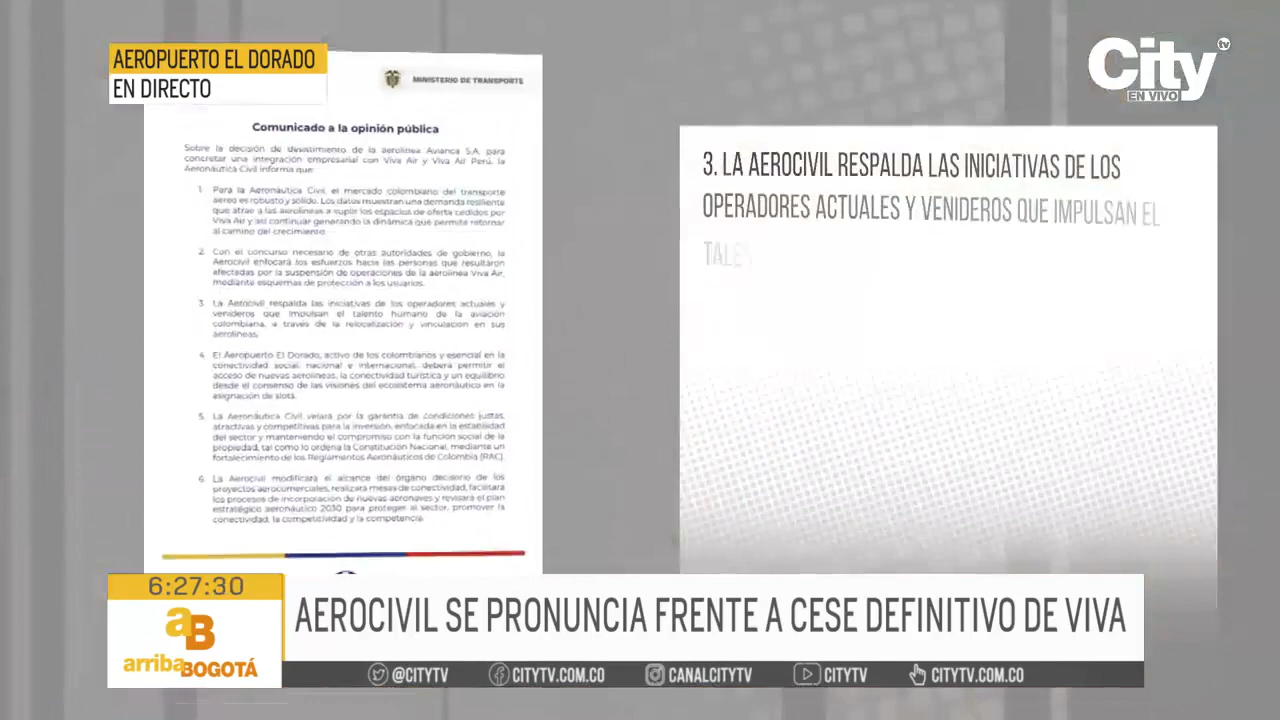 AEROPUERTO EL DORADO
EN DIRECTO
City tv
EN VIVO
MINISTERIO DE TRANSPORTE
Comunicado a la opinión pública
Sobre la decisión de desistimiento de la aerolínea Avianca S.A. para
concretar una integración empresarial con Viva Air y Viva Air Perú, la
Aeronáutica Civil informa que:
1. Para la Aeronáutica Civil, el mercado colombiano del transporte
aéreo es robusto y sólido. Los datos muestran una demanda resiliente
que atrae a las aerolíneas a suplir los espacios de oferta cedidos por
Viva Air y así continuar generando la dinámica que permite retornar
al camino del crecimiento.
2. Con el concurso necesario de otras autoridades de gobierno, la
Aerocivil enfocará los esfuerzos hacia las personas que resultaron
afectadas por la suspensión de operaciones de la aerolínea Viva Air,
mediante esquemas de protección a los usuarios.
3. La Aerocivil respalda las iniciativas de los operadores actuales y
venideros que impulsan el talento humano de la aviación
colombiana, a través de la relocalización y vinculación en sus
aerolíneas.
4. El Aeropuerto El Dorado, activo de los colombianos y esencial en la
conectividad social, nacional e internacional, deberá permitir el
acceso de nuevas aerolíneas, la conectividad turística y un equilibrio
desde el consenso de las visiones del ecosistema aeronáutico en la
asignación de slots.
5. La Aeronáutica Civil velará por la garantía de condiciones justas,
atractivas y competitivas para la inversión, enfocada en la estabilidad
del sector y manteniendo el compromiso con la función social de la
propiedad, tal como lo ordena la Constitución Nacional, mediante un
fortalecimiento de los Reglamentos Aeronáuticos de Colombia (RAC).
6. La Aerocivil modificará el alcance del órgano decisorio de los
proyectos aerocomerciales, realizará mesas de conectividad, facilitará
los procesos de incorporación de nuevas aeronaves y revisará el plan
estratégico aeronáutico 2030 para proteger al sector, promover la
conectividad, la competitividad y la competencia.
3. LA AEROCIVIL RESPALDA LAS INICIATIVAS DE LOS
OPERADORES ACTUALES Y VENIDEROS QUE IMPULSAN EL
TALE
6:27:30
aB
arriba BOGOTÁ
AEROCIVIL SE PRONUNCIA FRENTE A CESE DEFINITIVO DE VIVA
@CITYTV CITYTV.COM.CO CANALCITYTV CITYTV CITYTV.COM.CO